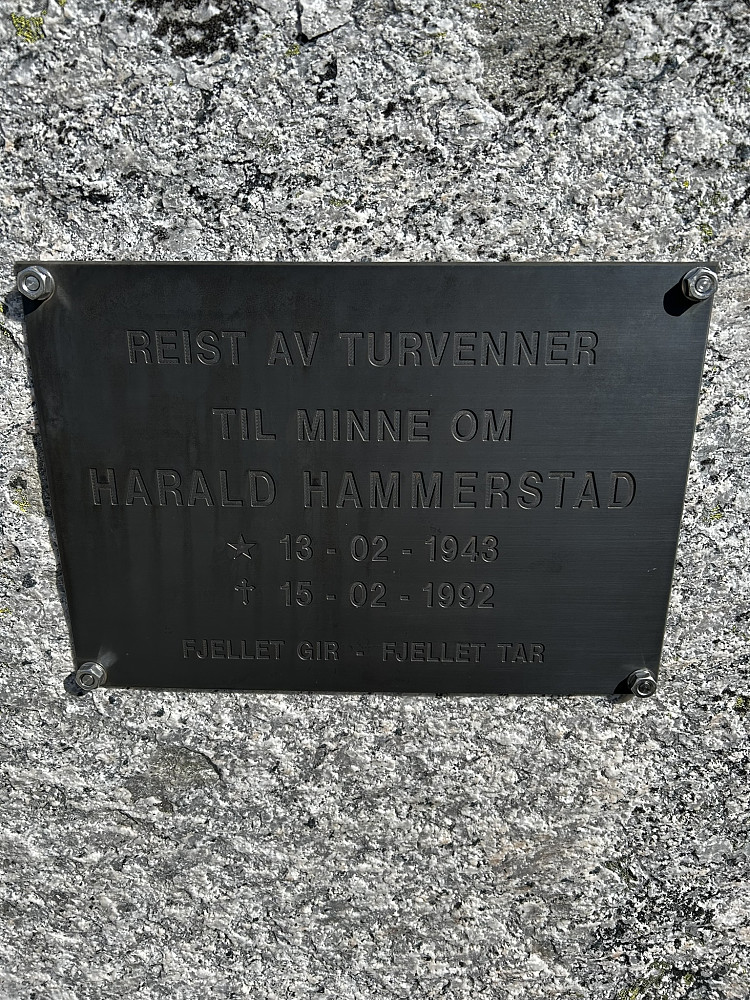 REIST AV TURVENNER
TIL MINNE OM
HARALD HAMMERSTAD
☆ 13 - 02 - 1943
† 15 - 02 - 1992
FJELLET GIR - FJELLET TAR